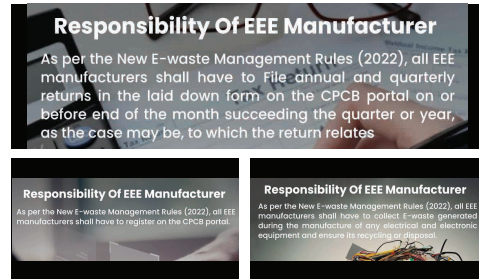 Responsibility Of EEE Manufacturer
As per the New E-waste Management Rules (2022), all EEE
manufacturers shall have to File annual and quarterly
returns in the laid down form on the CPCB portal on or
before end of the month succeeding the quarter or year,
as the case may be, to which the return relates
Responsibility Of EEE Manufacturer
As per the New E-waste Management Rules (2022), all EEE
manufacturers shall have to register on the CPCB portal.
Responsibility Of EEE Manufacturer
As per the New E-waste Management Rules (2022), all EEE
manufacturers shall have to collect E-waste generated
during the manufacture of any electrical and electronic
equipment and ensure its recycling or disposal.